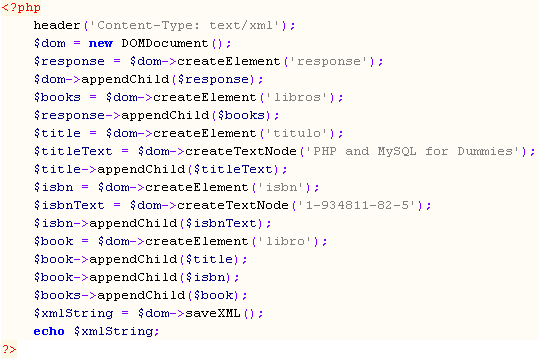 <?php
header('Content-Type: text/xml');
$dom = new DOMDocument();
$response = $dom->createElement('response');
$dom->appendChild($response);
$books = $dom->createElement('libros');
$response->appendChild($books);
$title = $dom->createElement('titulo');
$titleText = $dom->createTextNode('PHP and MySQL for Dummies');
$title->appendChild($titleText);
$isbn = $dom->createElement('isbn');
$isbnText = $dom->createTextNode('1-934811-82-5');
$isbn->appendChild($isbnText);
$book = $dom->createElement('libro');
$book->appendChild($title);
$book->appendChild($isbn);
$books->appendChild($book);
$xmlString = $dom->saveXML();
echo $xmlString;
?>